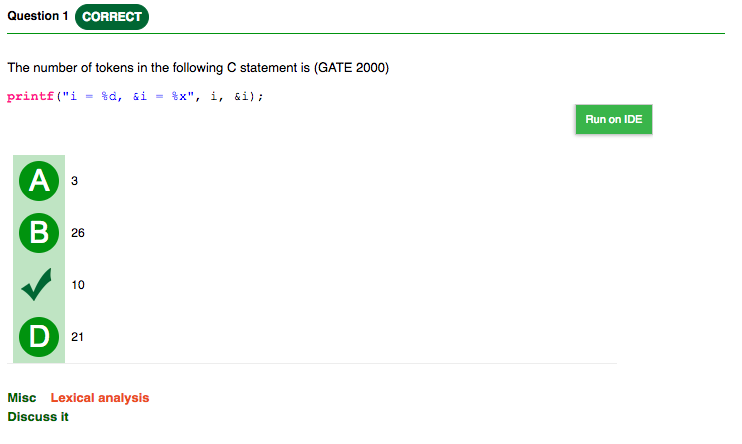 Question 1 CORRECT
The number of tokens in the following C statement is (GATE 2000)
printf("i = %d, &i = %x", i, &i);
Run on IDE
A 3
B 26
10
D 21
Misc Lexical analysis
Discuss it